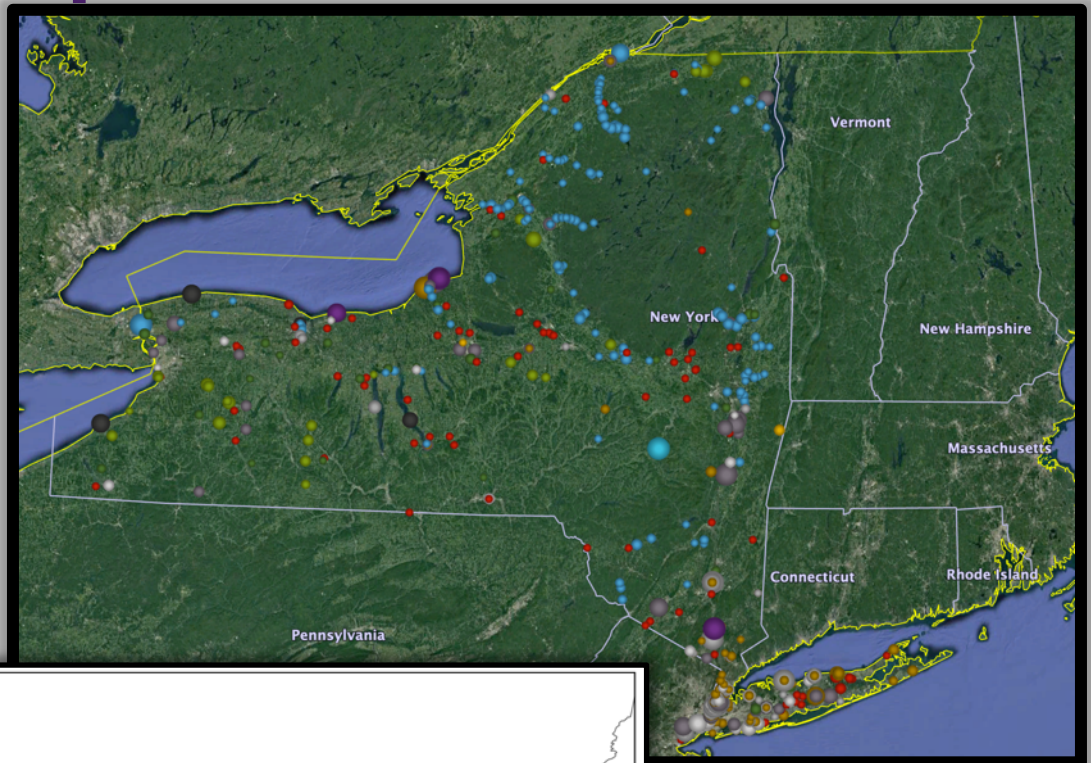 Vermont
New York
New Hampshire
Massachusetts
Connecticut
Rhode Island
Pennsylvania